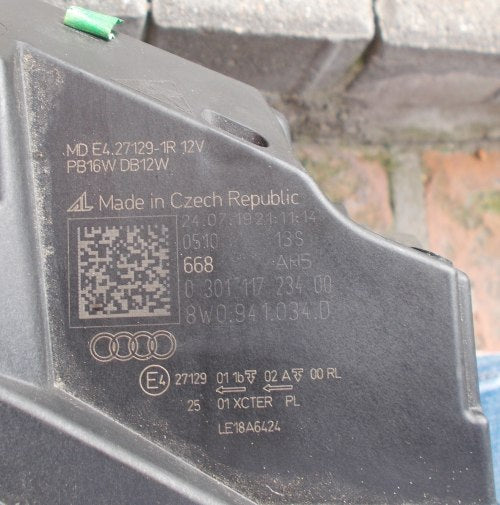 MD E4.27129-1R 12V
PB16W DB12W
AL Made in Czech Republic
24.07.19 21:11:14
0510 13S
668 AH5
0 301 117 234 00
8W0.941.034.D
E4 27129 01 1b 02 A 00 RL
25 01 XCTER PL
LE18A6424